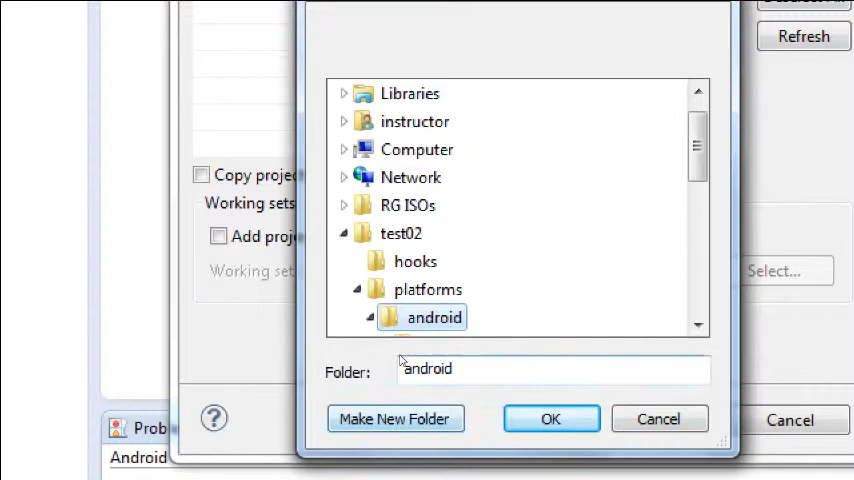 Refresh
Libraries
instructor
Computer
Network
RG ISOs
test02
hooks
platforms
android
Copy projec
Working sets
Add proje
Working set
Select...
Folder: android
Make New Folder
OK
Cancel
Cancel
Prob
Android